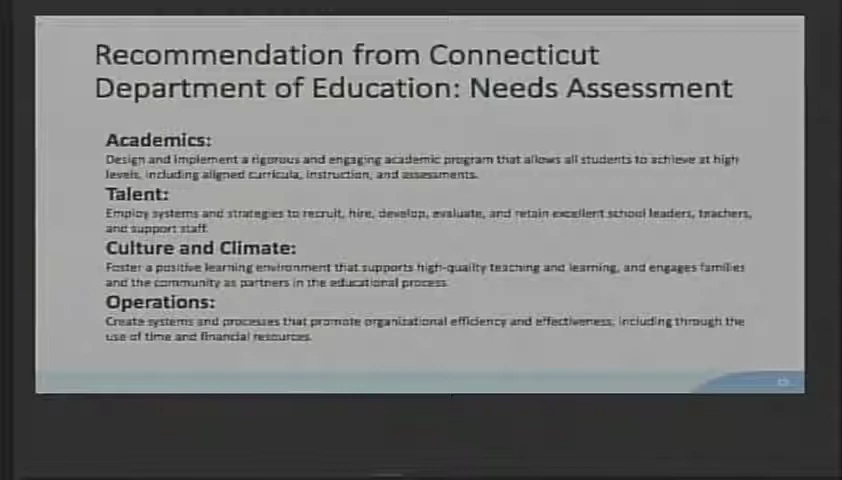 Recommendation from Connecticut
Department of Education: Needs Assessment
Academics:
Design and implement a rigorous and engaging academic program that allows all students to achieve at high
levels, including aligned curricula, instruction, and assessments.
Talent:
Employ systems and strategies to recruit, hire, develop, evaluate, and retain excellent school leaders, teachers,
and support staff.
Culture and Climate:
Foster a positive learning environment that supports high-quality teaching and learning, and engages families
and the community as partners in the educational process.
Operations:
Create systems and processes that promote organizational efficiency and effectiveness, including through the
use of time and financial resources.